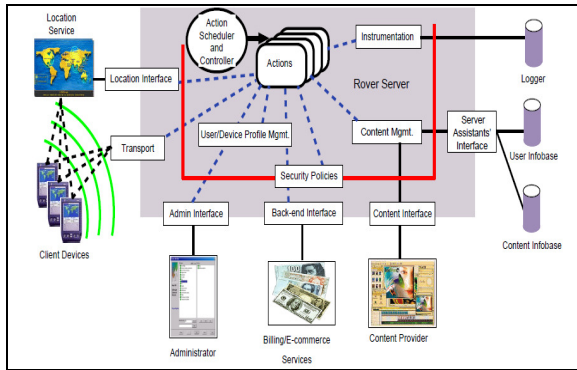 Location
Service
Action
Scheduler
and
Controller
Actions
Instrumentation
Logger
Rover Server
Location Interface
Transport
User/Device Profile Mgmt.
Content Mgmt.
Server
Assistants'
Interface
User Infobase
Security Policies
Client Devices
Admin Interface
Back-end Interface
Content Interface
Content Infobase
Administrator
Billing/E-commerce
Services
Content Provider